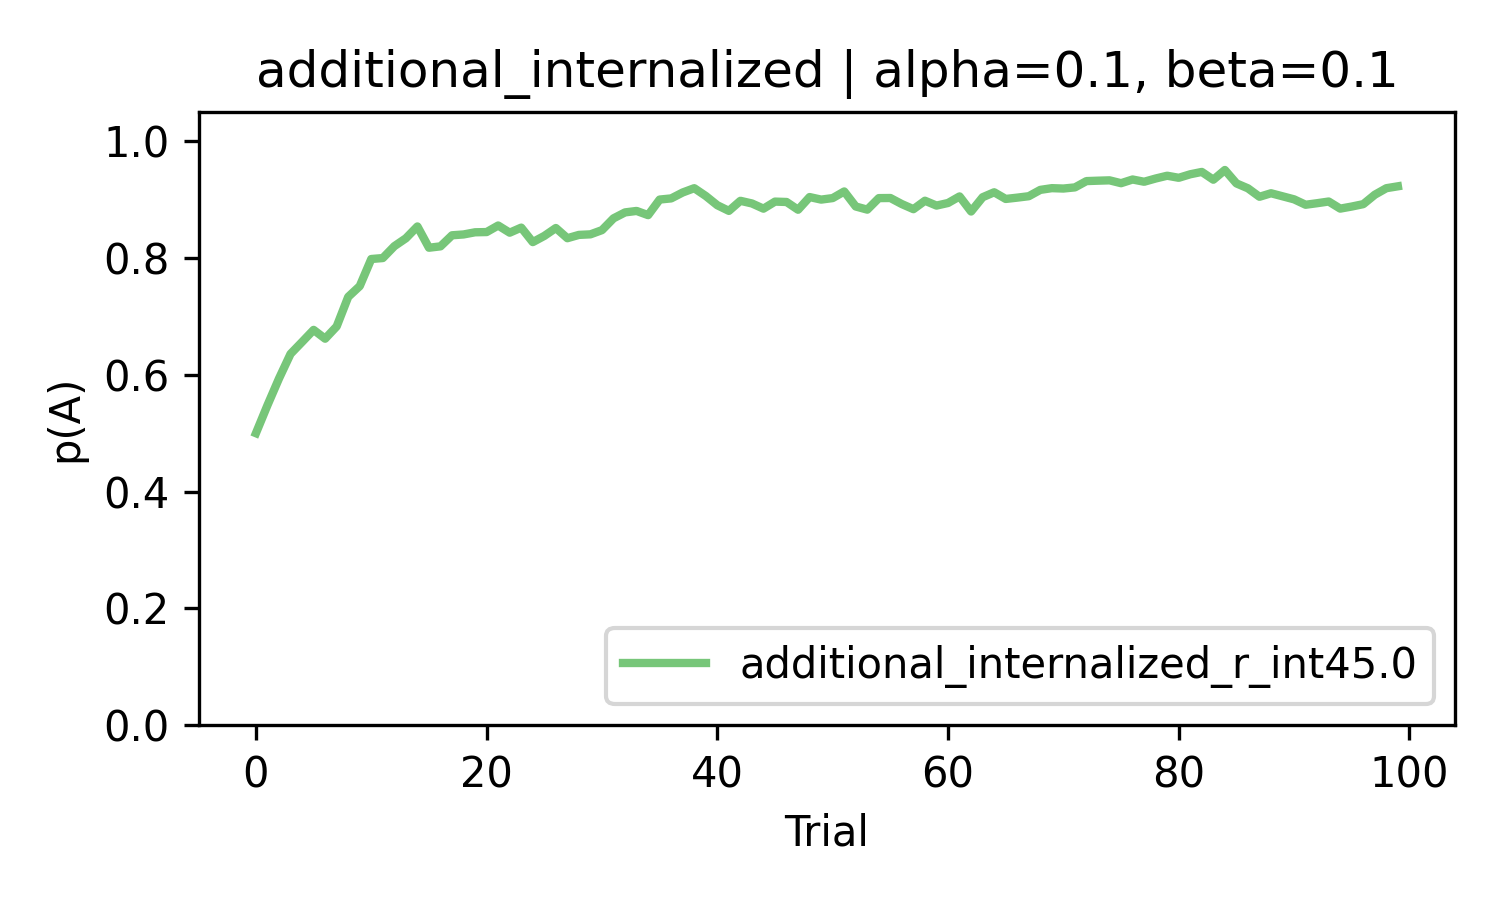 additional_internalized | alpha=0.1, beta=0.1
1.0
0.8
0.6
0.4
0.2
0.0
p(A)
additional_internalized_r_int45.0
0 20 40 60 80 100
Trial